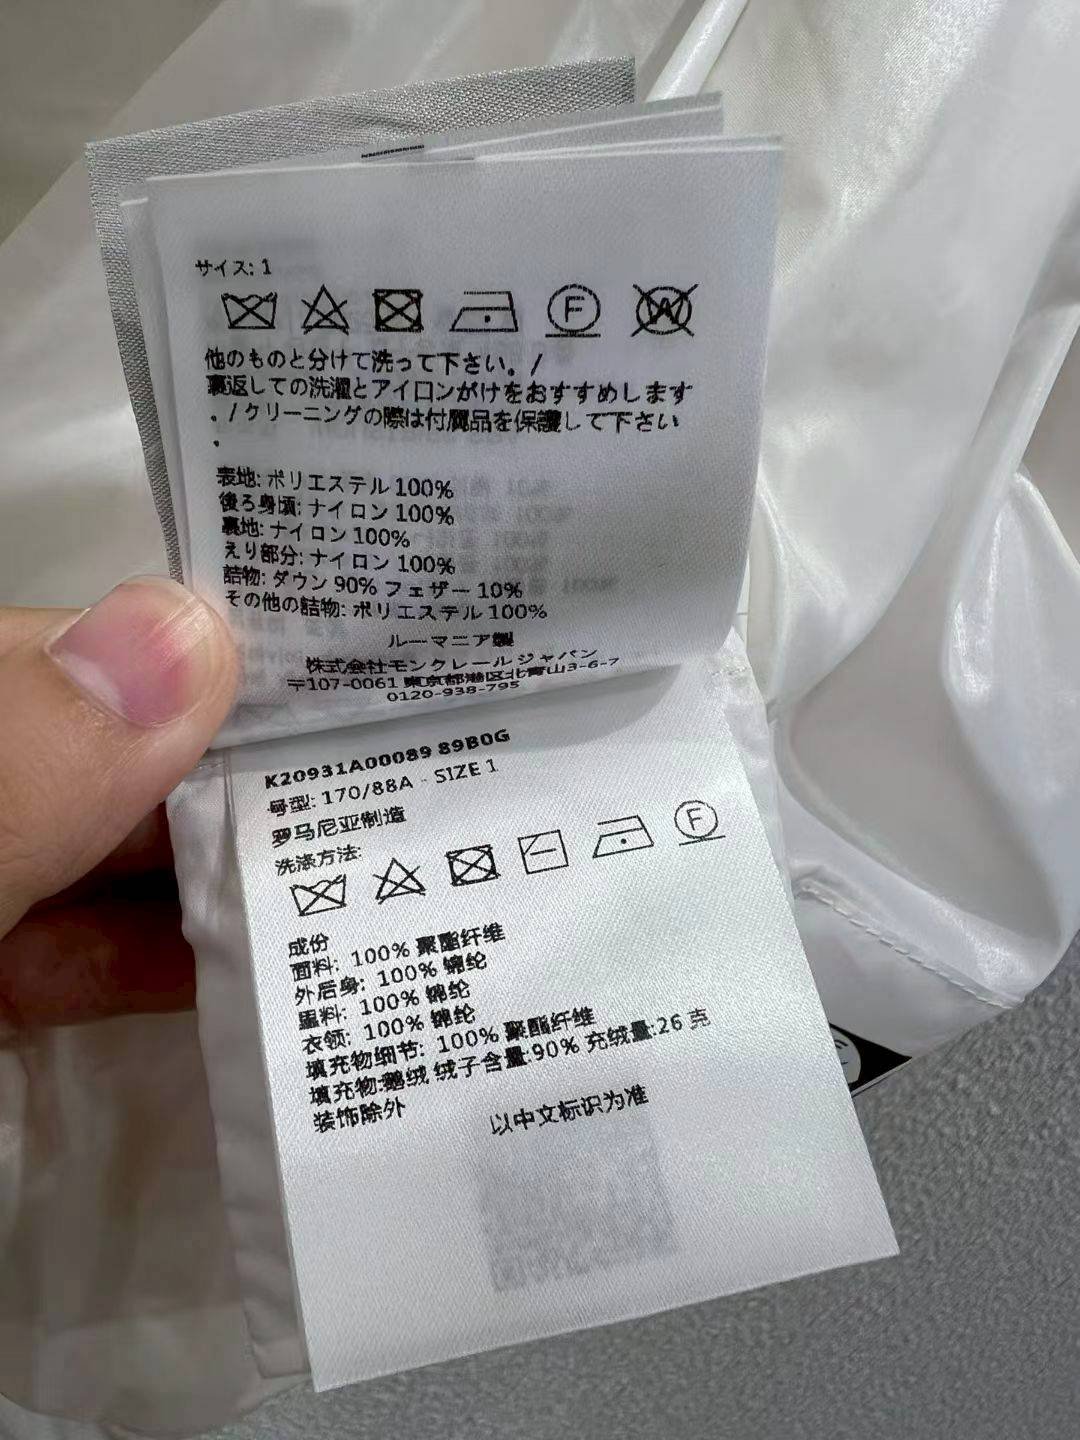 サイズ: 1
F W
他のものと分けて洗って下さい。/
裏返しての洗濯とアイロンがけをおすすめします
。/クリーニングの際は付属品を保護して下さい
。
表地: ポリエステル 100%
後ろ身頃: ナイロン 100%
裏地: ナイロン 100%
えり部分: ナイロン 100%
詰物: ダウン 90% フェザー 10%
その他の詰物: ポリエステル 100%
ルーマニア製
株式会社モンクレールジャパン
〒107-0061 東京都港区北青山3-6-7
0120-938-795
K20931A00089 89B0G
号型: 170/88A - SIZE 1
罗马尼亚制造
洗涤方法:
F
成份
面料: 100% 聚酯纤维
外后身: 100% 锦纶
里料: 100% 锦纶
衣领: 100% 锦纶
填充物细节: 100% 聚酯纤维
填充物:鹅绒 绒子含量:90% 充绒量:26 克
装饰除外
以中文标识为准